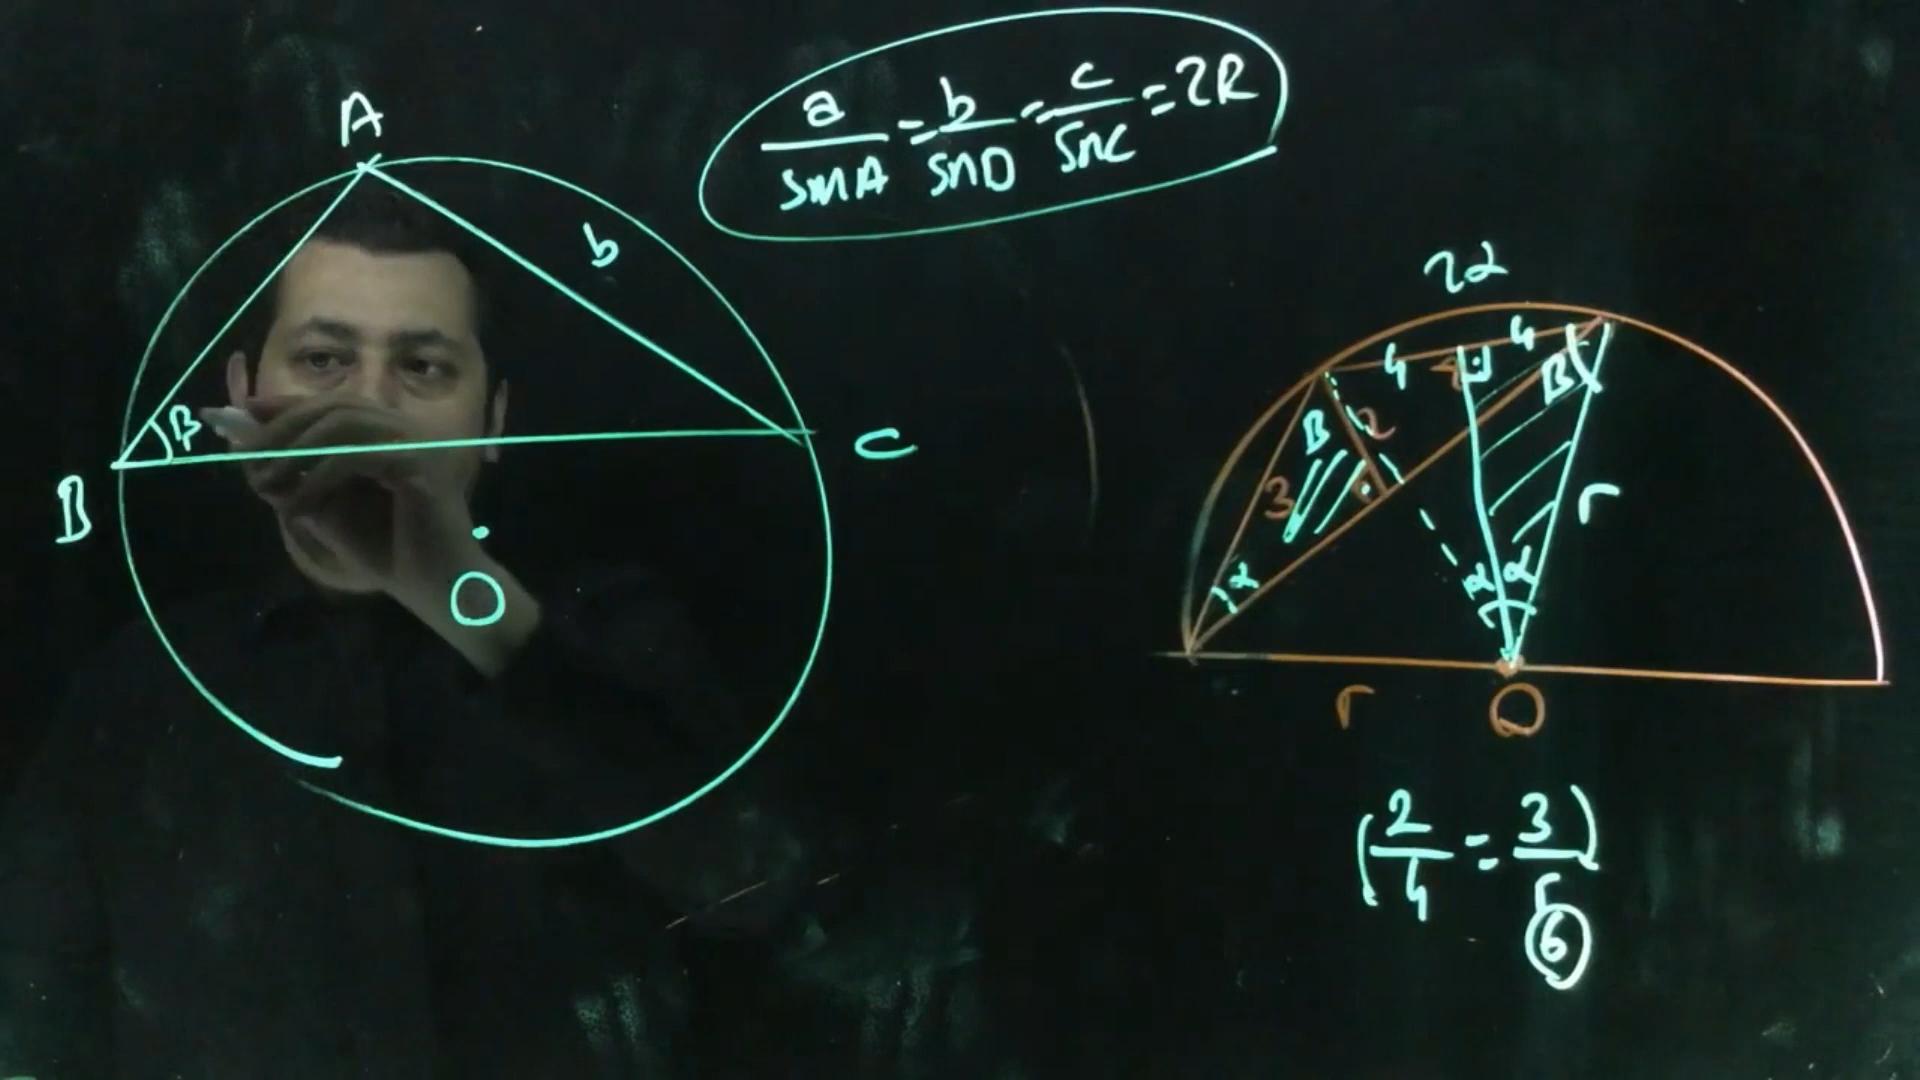 a/sinA = b/sinB = c/sinC = 2R
A
b
β
B
C
O
2α
4 4
B B
3 2
r
α α α
r O
(2/4 = 3/r)
6